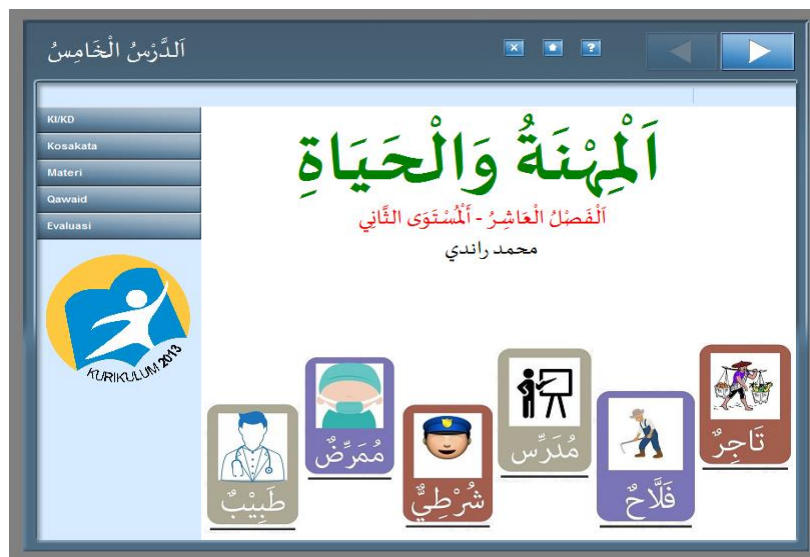 اَلدَّرْسُ الْخَامِسُ
KI/KD
Kosakata
Materi
Qawaid
Evaluasi
KURIKULUM 2013
اَلْمِهْنَةُ وَالْحَيَاةِ
اَلْفَصْلُ الْعَاشِرُ - اَلْمُسْتَوَى الثَّانِي
محمد راندي
تَاجِرٌ
فَلَّاحٌ
مُدَرِّس
شُرْطِيٌّ
مُمَرِّضٌ
طَبِيْبٌ